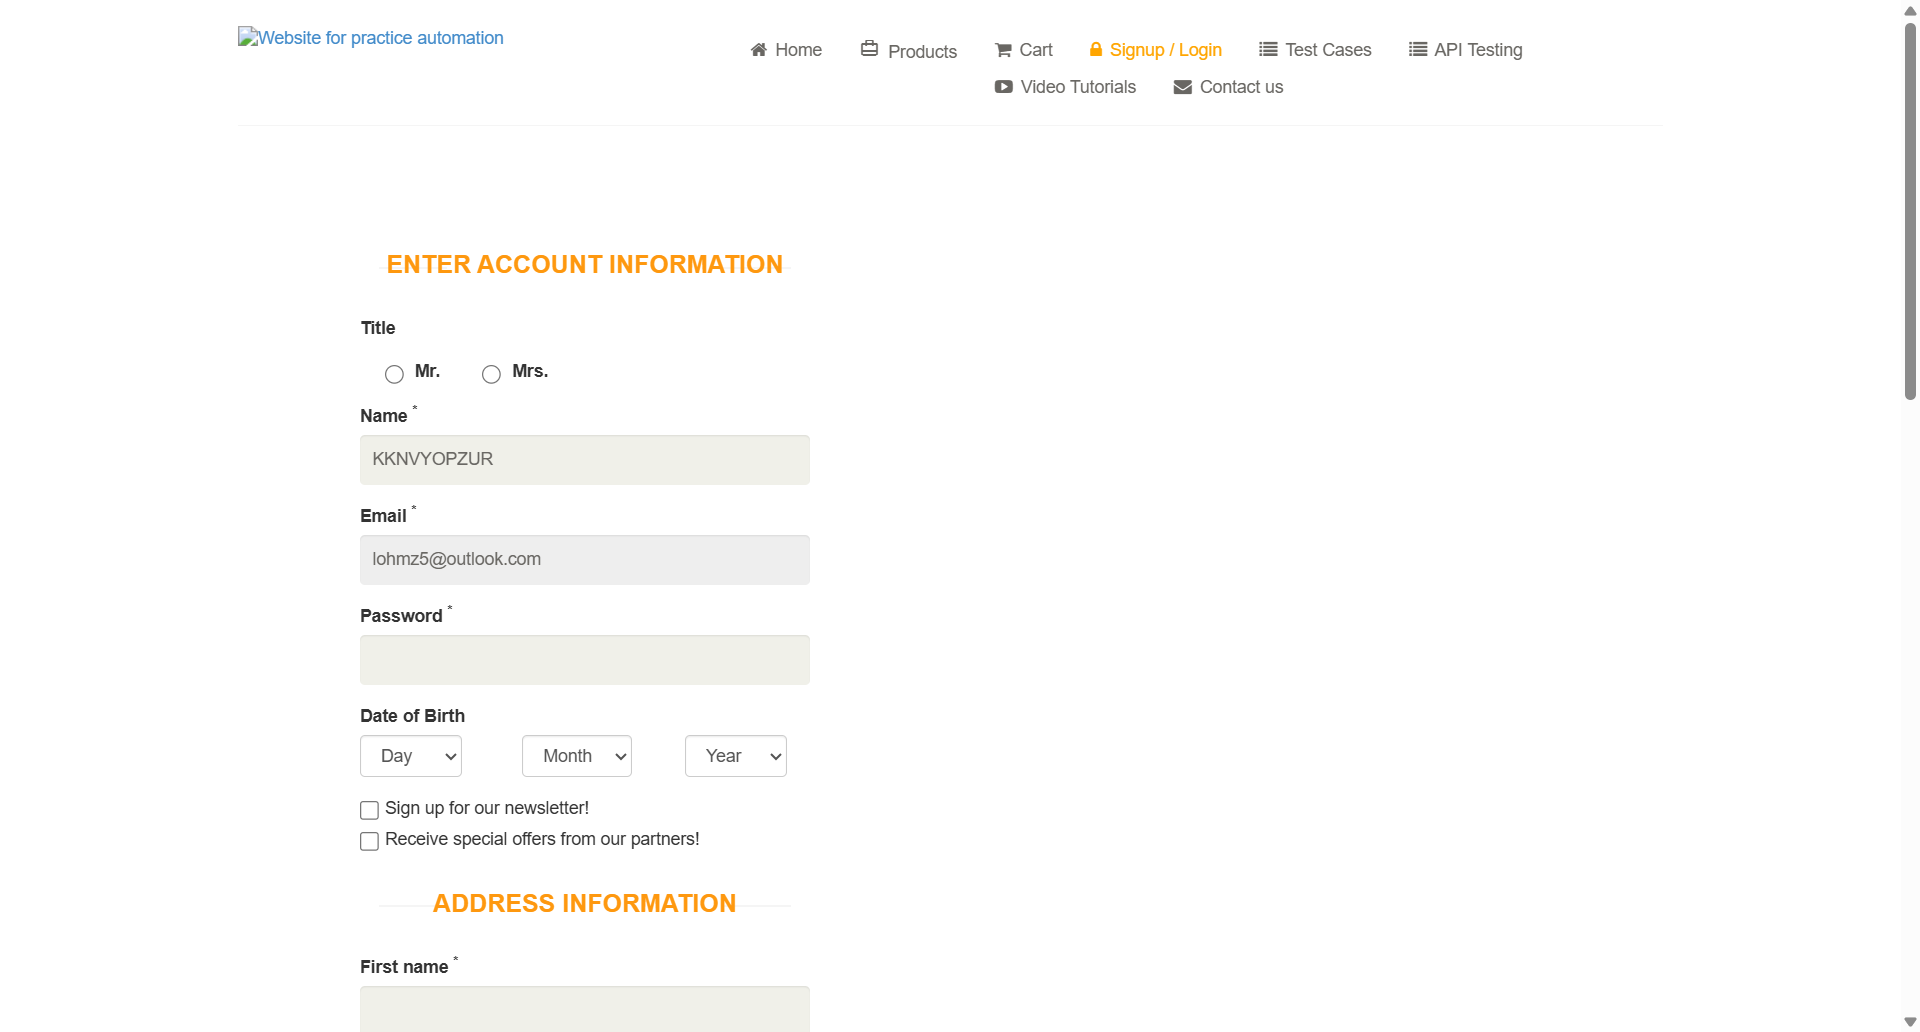 Website for practice automation
Home Products Cart Signup / Login Test Cases API Testing
Video Tutorials Contact us
ENTER ACCOUNT INFORMATION
Title
Mr. Mrs.
Name *
KKNVYOPZUR
Email *
lohmz5@outlook.com
Password *
Date of Birth
Day Month Year
Sign up for our newsletter!
Receive special offers from our partners!
ADDRESS INFORMATION
First name *